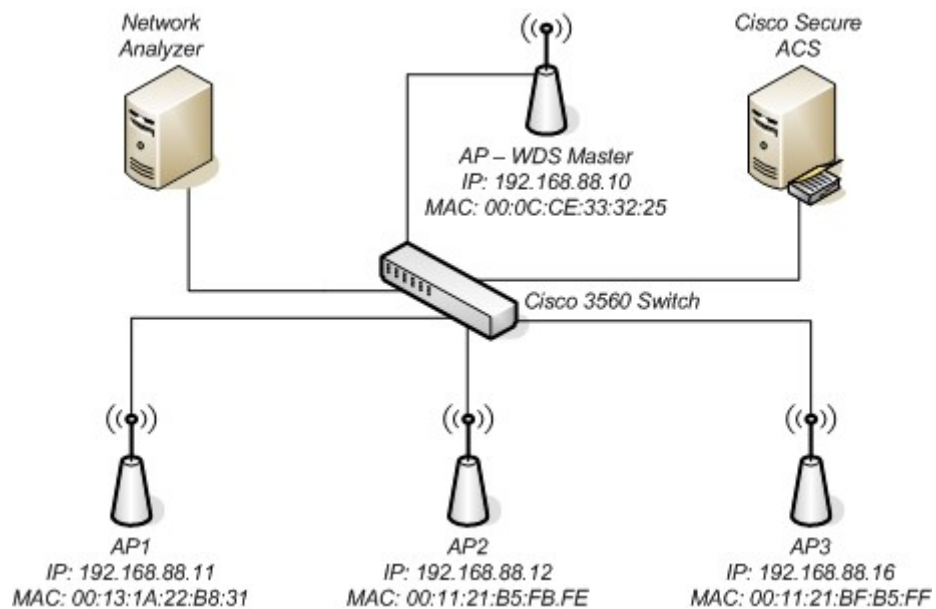 Network
Analyzer
Cisco Secure
ACS
AP – WDS Master
IP: 192.168.88.10
MAC: 00:0C:CE:33:32:25
Cisco 3560 Switch
AP1
IP: 192.168.88.11
MAC: 00:13:1A:22:B8:31
AP2
IP: 192.168.88.12
MAC: 00:11:21:B5:FB.FE
AP3
IP: 192.168.88.16
MAC: 00:11:21:BF:B5:FF